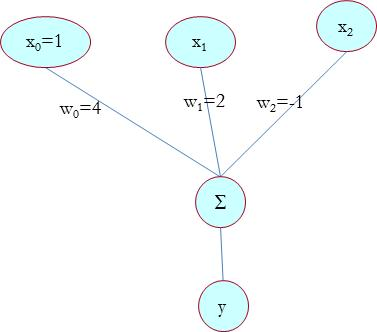 x₀=1
x₁
x₂
w₀=4
w₁=2
w₂=-1
Σ
y